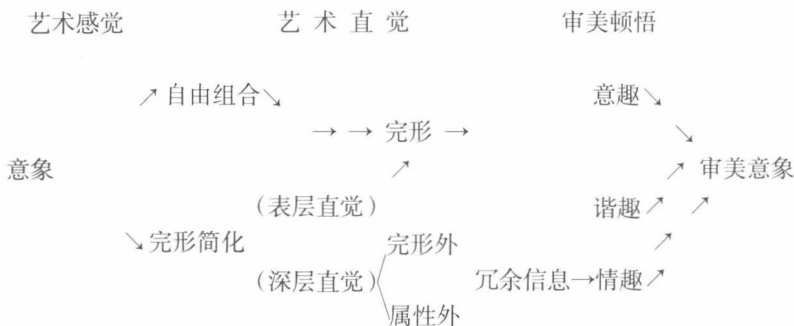 艺术感觉 艺术直觉 审美顿悟
↗自由组合↘ 意趣↘
→ → 完形 → ↘
意象 ↗ ↗ 审美意象
(表层直觉) 谐趣↗ ↗
↘完形简化 完形外 ↗
(深层直觉) 冗余信息→情趣↗
属性外